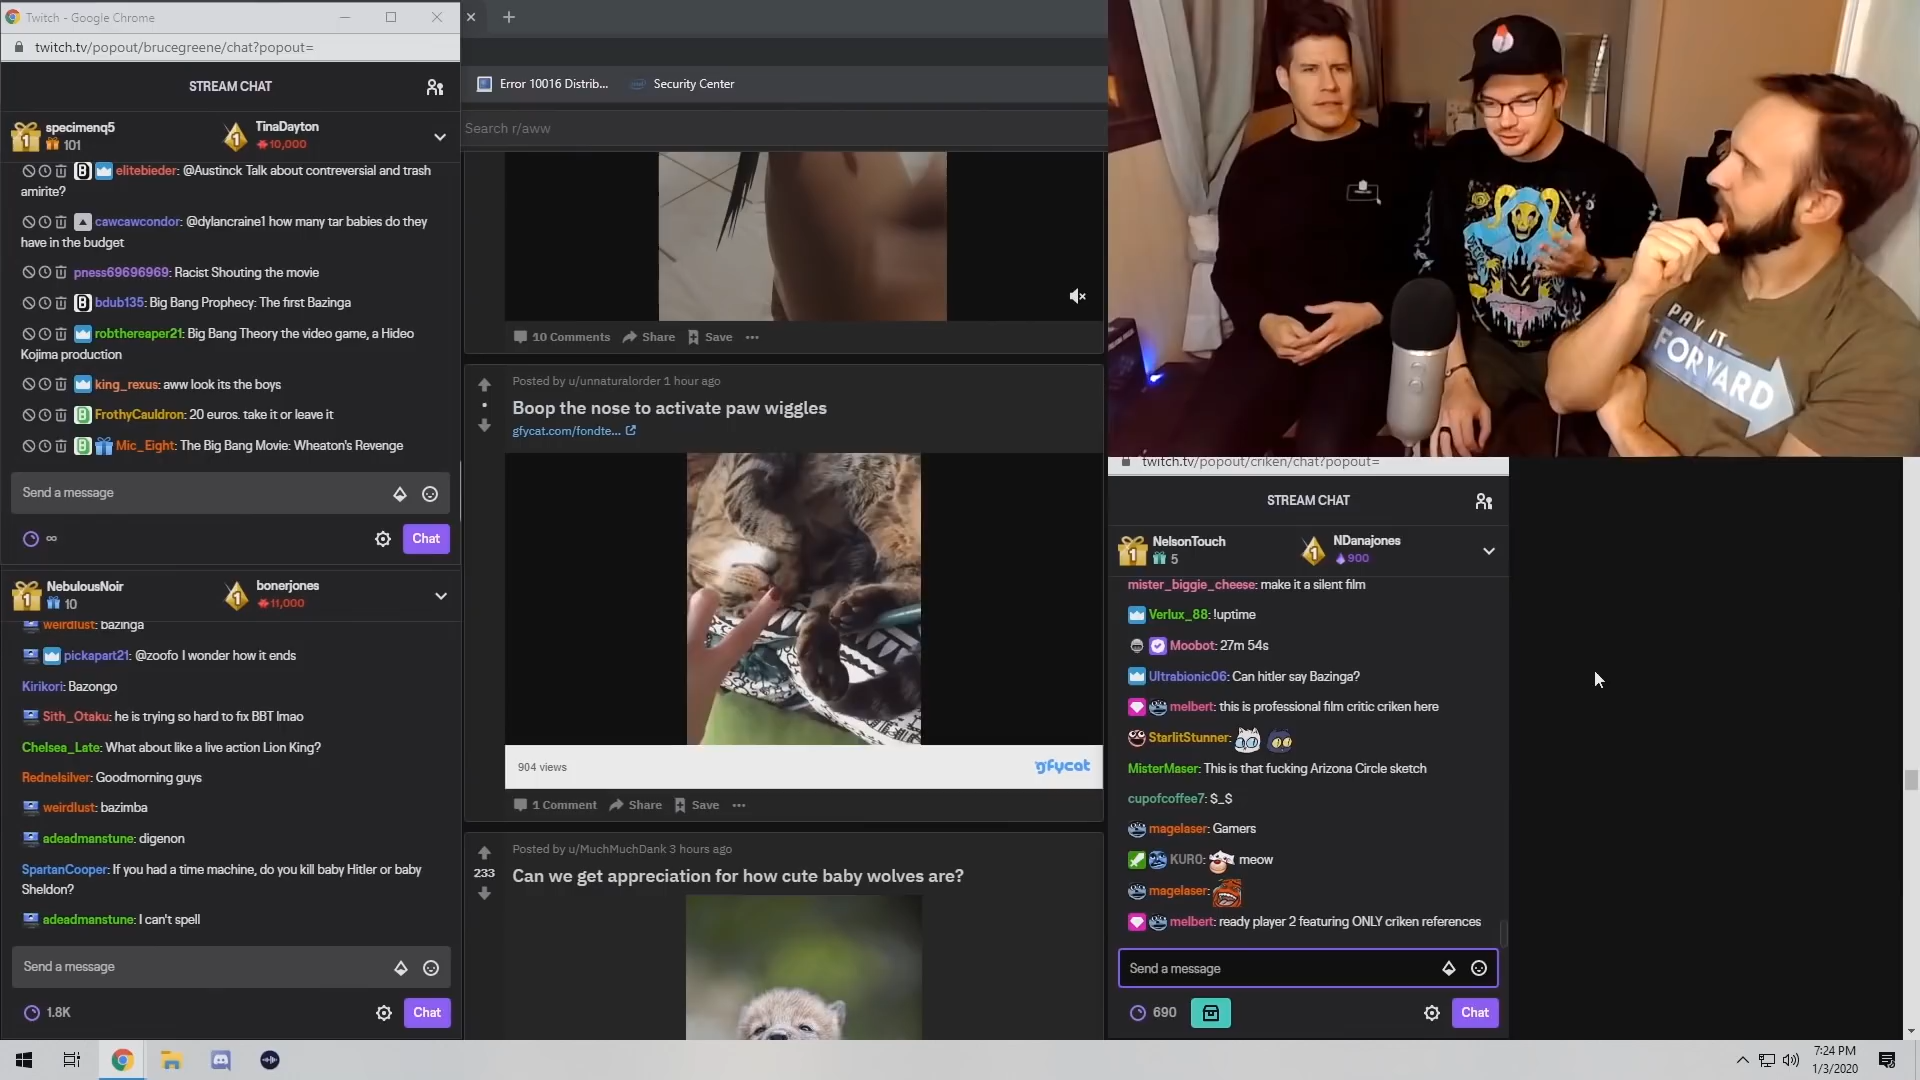 Twitch - Google Chrome
twitch.tv/popout/brucegreene/chat?popout=
STREAM CHAT
1 specimenq5
101
1 TinaDayton
10,000
B elitebieder: @Austinck Talk about contreversial and trash
amirite?
cawcawcondor: @dylancraine1 how many tar babies do they
have in the budget
pness69696969: Racist Shouting the movie
B bdub135: Big Bang Prophecy: The first Bazinga
robthereaper21: Big Bang Theory the video game, a Hideo
Kojima production
king_rexus: aww look its the boys
B FrothyCauldron: 20 euros. take it or leave it
B Mic_Eight: The Big Bang Movie: Wheaton's Revenge
Send a message
∞
Chat
1 NebulousNoir
10
1 bonerjones
11,000
weirdlust: bazinga
pickapart21: @zoofo I wonder how it ends
Kirikori: Bazongo
Sith_Otaku: he is trying so hard to fix BBT lmao
Chelsea_Late: What about like a live action Lion King?
Rednelsilver: Goodmorning guys
weirdlust: bazimba
adeadmanstune: digenon
SpartanCooper: If you had a time machine, do you kill baby Hitler or baby
Sheldon?
adeadmanstune: I can't spell
Send a message
1.8K
Chat
Error 10016 Distrib...
Security Center
Search r/aww
10 Comments Share Save
Posted by u/unnaturalorder 1 hour ago
Boop the nose to activate paw wiggles
gfycat.com/fondte...
904 views
gfycat
1 Comment Share Save
Posted by u/MuchMuchDank 3 hours ago
233
Can we get appreciation for how cute baby wolves are?
PAY IT
FORWARD
twitch.tv/popout/criken/chat?popout=
STREAM CHAT
1 NelsonTouch
5
1 NDanajones
900
mister_biggie_cheese: make it a silent film
Verlux_88: !uptime
Moobot: 27m 54s
Ultrabionic06: Can hitler say Bazinga?
melbert: this is professional film critic criken here
StarlitStunner:
MisterMaser: This is that fucking Arizona Circle sketch
cupofcoffee7: $_$
magelaser: Gamers
KURO: meow
magelaser:
melbert: ready player 2 featuring ONLY criken references
Send a message
690
Chat
7:24 PM
1/3/2020